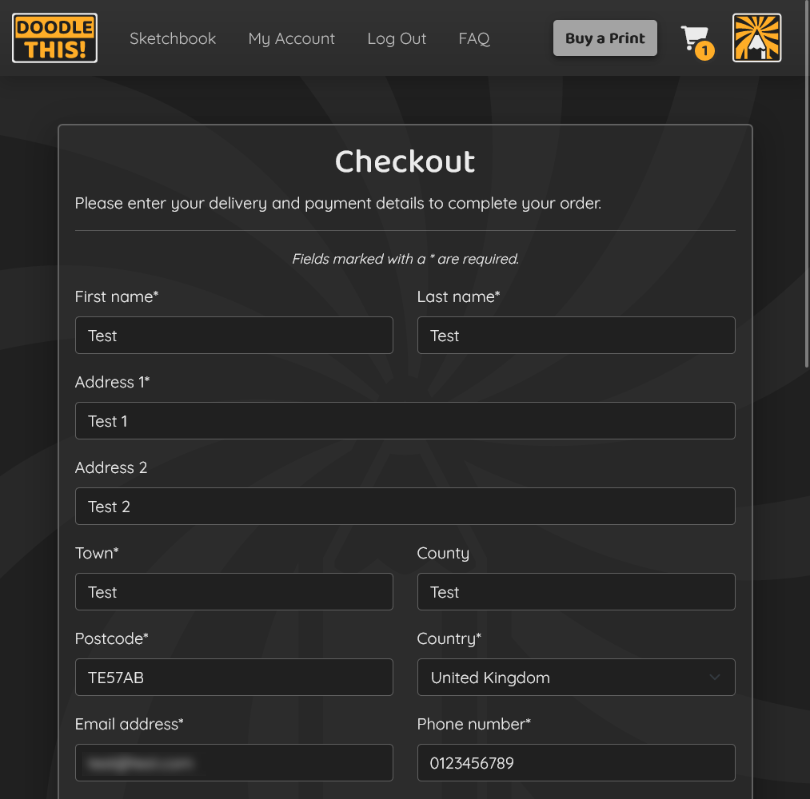 DOODLE
THIS!
Sketchbook My Account Log Out FAQ Buy a Print 1
Checkout
Please enter your delivery and payment details to complete your order.
Fields marked with a * are required.
First name* Last name*
Test Test
Address 1*
Test 1
Address 2
Test 2
Town* County
Test Test
Postcode* Country*
TE57AB United Kingdom
Email address* Phone number*
0123456789